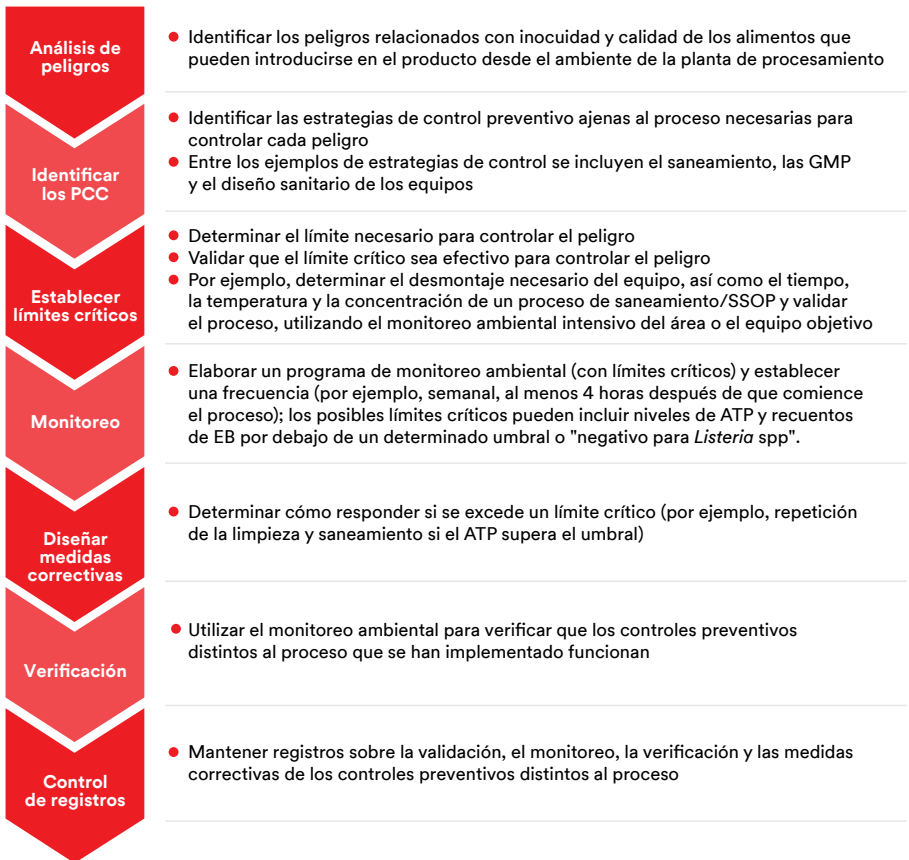 Análisis de
peligros
● Identificar los peligros relacionados con inocuidad y calidad de los alimentos que
pueden introducirse en el producto desde el ambiente de la planta de procesamiento
Identificar
los PCC
● Identificar las estrategias de control preventivo ajenas al proceso necesarias para
controlar cada peligro
● Entre los ejemplos de estrategias de control se incluyen el saneamiento, las GMP
y el diseño sanitario de los equipos
Establecer
límites críticos
● Determinar el límite necesario para controlar el peligro
● Validar que el límite crítico sea efectivo para controlar el peligro
● Por ejemplo, determinar el desmontaje necesario del equipo, así como el tiempo,
la temperatura y la concentración de un proceso de saneamiento/SSOP y validar
el proceso, utilizando el monitoreo ambiental intensivo del área o el equipo objetivo
Monitoreo
● Elaborar un programa de monitoreo ambiental (con límites críticos) y establecer
una frecuencia (por ejemplo, semanal, al menos 4 horas después de que comience
el proceso); los posibles límites críticos pueden incluir niveles de ATP y recuentos
de EB por debajo de un determinado umbral o "negativo para Listeria spp".
Diseñar
medidas
correctivas
● Determinar cómo responder si se excede un límite crítico (por ejemplo, repetición
de la limpieza y saneamiento si el ATP supera el umbral)
Verificación
● Utilizar el monitoreo ambiental para verificar que los controles preventivos
distintos al proceso que se han implementado funcionan
Control
de registros
● Mantener registros sobre la validación, el monitoreo, la verificación y las medidas
correctivas de los controles preventivos distintos al proceso